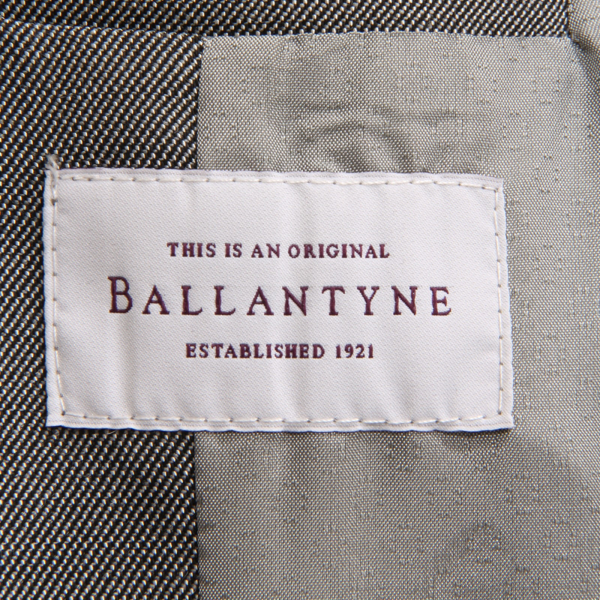 THIS IS AN ORIGINAL
BALLANTYNE
ESTABLISHED 1921